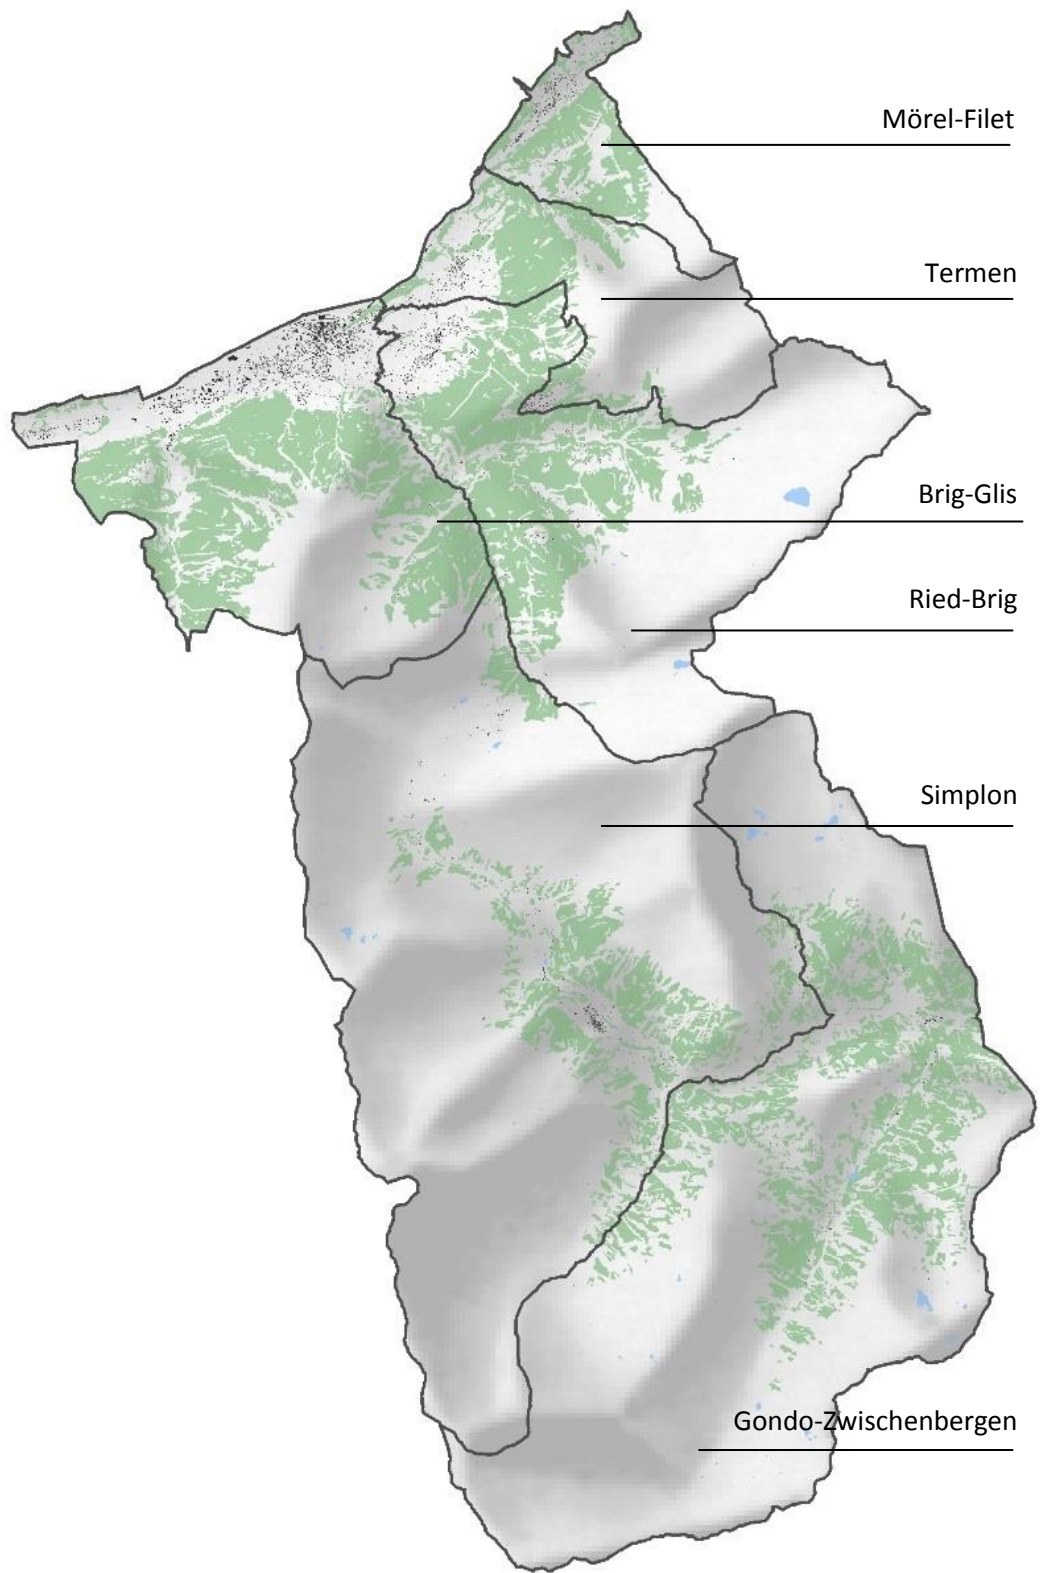 Mörel-Filet
Termen
Brig-Glis
Ried-Brig
Simplon
Gondo-Zwischenbergen